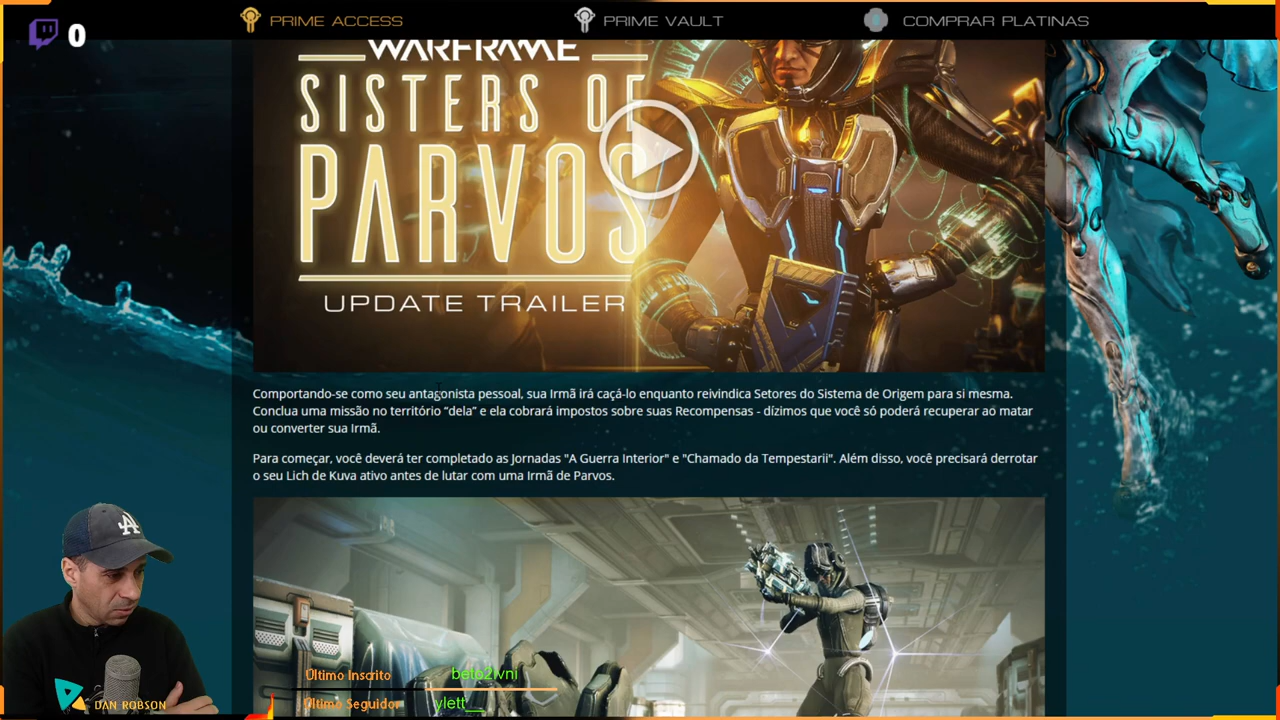 0
PRIME ACCESS
PRIME VAULT
COMPRAR PLATINAS
WARFRAME
SISTERS OF
PARVOS
UPDATE TRAILER
Comportando-se como seu antagonista pessoal, sua Irmã irá caçá-lo enquanto reivindica Setores do Sistema de Origem para si mesma.
Conclua uma missão no território "dela" e ela cobrará impostos sobre suas Recompensas - dízimos que você só poderá recuperar ao matar
ou converter sua Irmã.
Para começar, você deverá ter completado as Jornadas "A Guerra Interior" e "Chamado da Tempestarii". Além disso, você precisará derrotar
o seu Lich de Kuva ativo antes de lutar com uma Irmã de Parvos.
Último Inscrito
Último Seguidor
ylett__
DAN ROBSON